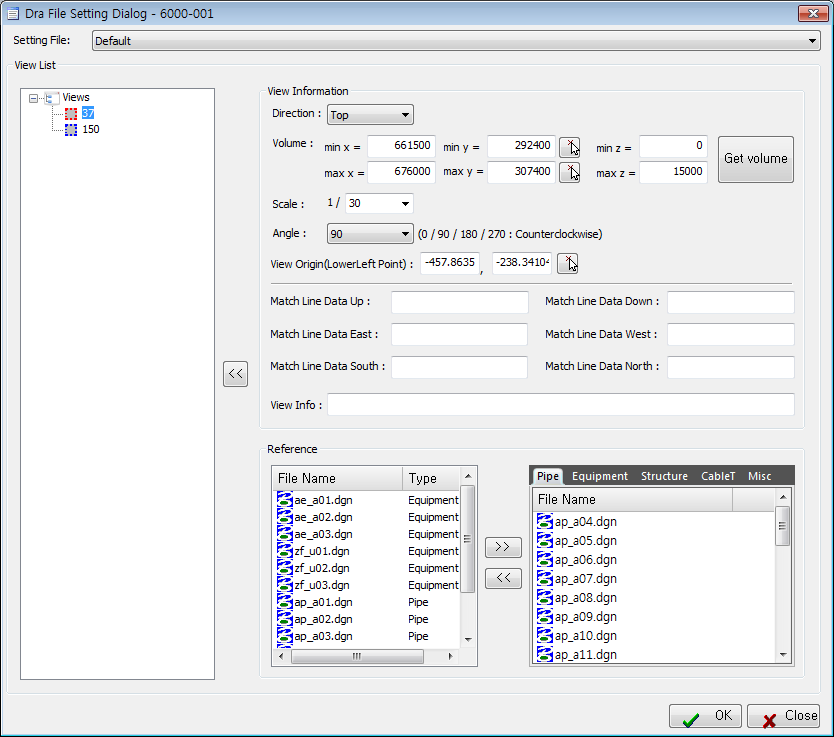 Dra File Setting Dialog - 6000-001
Setting File: Default
View List
Views
37
150
View Information
Direction : Top
Volume : min x = 661500 min y = 292400 min z = 0
max x = 676000 max y = 307400 max z = 15000
Get volume
Scale : 1 / 30
Angle : 90 (0 / 90 / 180 / 270 : Counterclockwise)
View Origin(LowerLeft Point) : -457.8635 , -238.34104
Match Line Data Up : Match Line Data Down :
Match Line Data East : Match Line Data West :
Match Line Data South : Match Line Data North :
<<
View Info :
Reference
File Name Type
ae_a01.dgn Equipment
ae_a02.dgn Equipment
ae_a03.dgn Equipment
zf_u01.dgn Equipment
zf_u02.dgn Equipment
zf_u03.dgn Equipment
ap_a01.dgn Pipe
ap_a02.dgn Pipe
ap_a03.dgn Pipe
>>
<<
Pipe Equipment Structure CableT Misc
File Name
ap_a04.dgn
ap_a05.dgn
ap_a06.dgn
ap_a07.dgn
ap_a08.dgn
ap_a09.dgn
ap_a10.dgn
ap_a11.dgn
OK Close